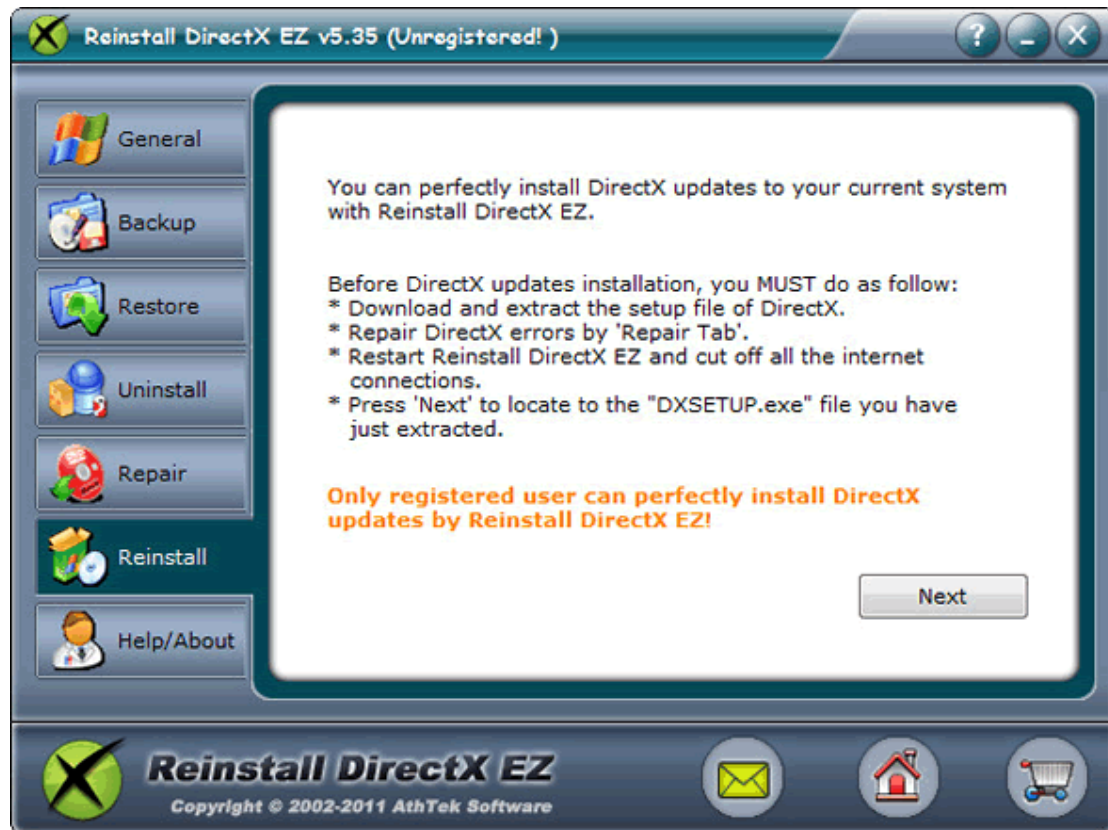 Reinstall DirectX EZ v5.35 (Unregistered! )
?
General
Backup
Restore
Uninstall
Repair
Reinstall
Help/About
You can perfectly install DirectX updates to your current system
with Reinstall DirectX EZ.
Before DirectX updates installation, you MUST do as follow:
* Download and extract the setup file of DirectX.
* Repair DirectX errors by 'Repair Tab'.
* Restart Reinstall DirectX EZ and cut off all the internet
connections.
* Press 'Next' to locate to the "DXSETUP.exe" file you have
just extracted.
Only registered user can perfectly install DirectX
updates by Reinstall DirectX EZ!
Next
Reinstall DirectX EZ
Copyright © 2002-2011 AthTek Software